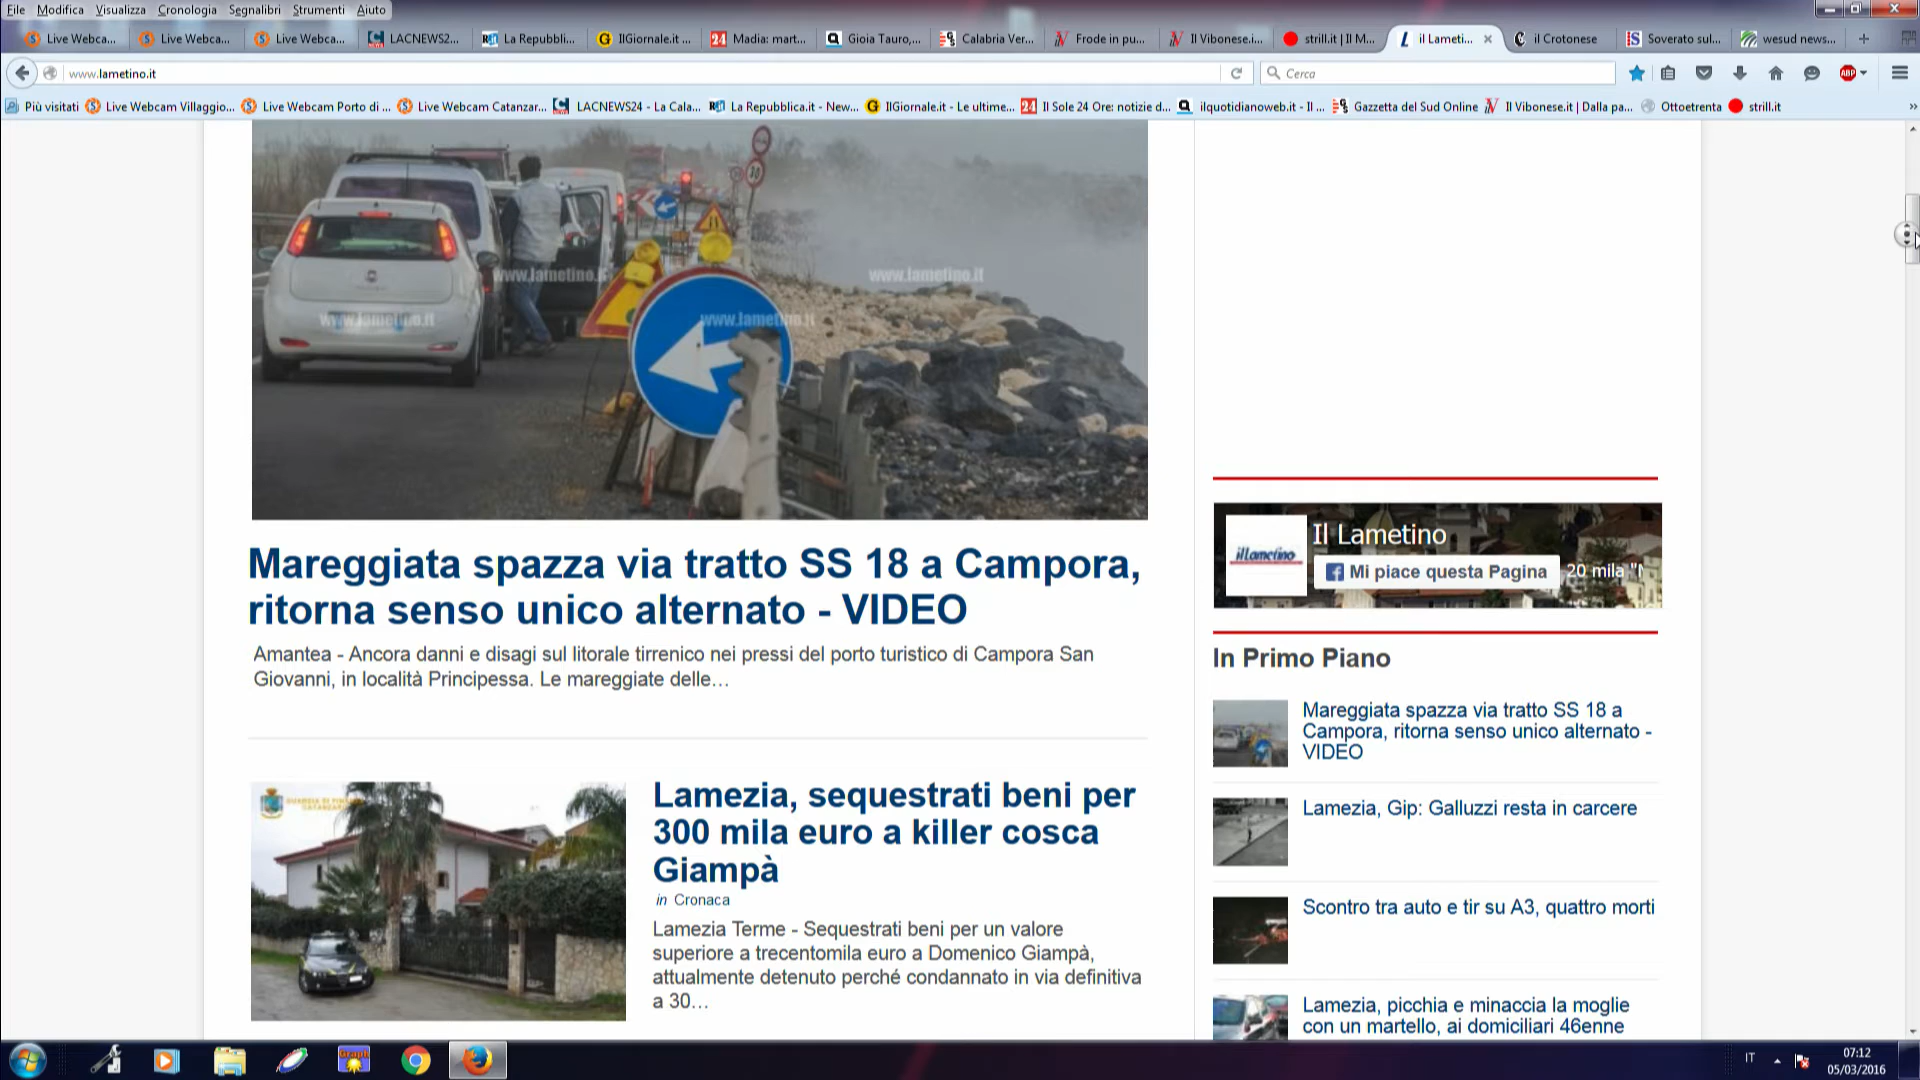 File Modifica Visualizza Cronologia Segnalibri Strumenti Aiuto
Live Webca... Live Webca... Live Webca... LACNEWS2... La Repubbli... IlGiornale.it ... Madia: mart... Gioia Tauro,... Calabria Ver... Frode in pu... Il Vibonese.i... strill.it | Il M... il Lameti... il Crotonese Soverato sul... wesud news...
www.lametino.it
Cerca
ABP
Più visitati Live Webcam Villaggio... Live Webcam Porto di ... Live Webcam Catanzar... LACNEWS24 - La Cala... La Repubblica.it - New... IlGiornale.it - Le ultime... Il Sole 24 Ore: notizie d... ilquotidianoweb.it - Il ... Gazzetta del Sud Online Il Vibonese.it | Dalla pa... Ottoetrenta strill.it
30
www.lametino.it
www.lametino.it
www.lametino.it
www.lametino.it
Mareggiata spazza via tratto SS 18 a Campora,
ritorna senso unico alternato - VIDEO
Amantea - Ancora danni e disagi sul litorale tirrenico nei pressi del porto turistico di Campora San
Giovanni, in località Principessa. Le mareggiate delle…
GUARDIA DI FINANZA
CATANZARO
Lamezia, sequestrati beni per
300 mila euro a killer cosca
Giampà
in Cronaca
Lamezia Terme - Sequestrati beni per un valore
superiore a trecentomila euro a Domenico Giampà,
attualmente detenuto perché condannato in via definitiva
a 30…
illametino
Il Lametino
Mi piace questa Pagina
20 mila "M
In Primo Piano
Mareggiata spazza via tratto SS 18 a
Campora, ritorna senso unico alternato -
VIDEO
Lamezia, Gip: Galluzzi resta in carcere
Scontro tra auto e tir su A3, quattro morti
Lamezia, picchia e minaccia la moglie
con un martello, ai domiciliari 46enne
Graph
IT
07:12
05/03/2016